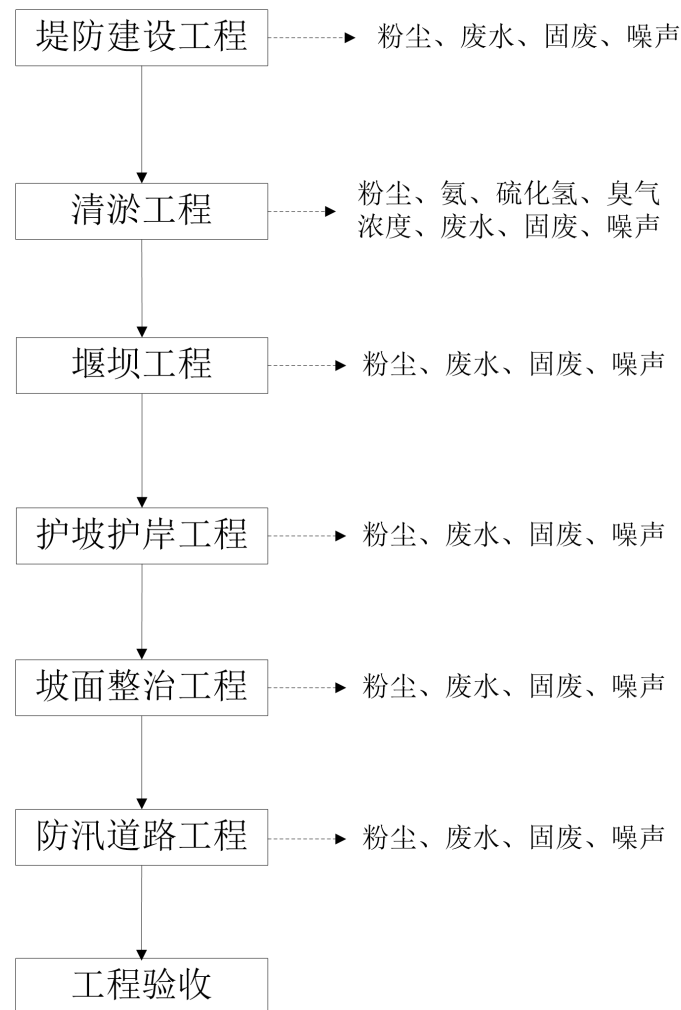 堤防建设工程
粉尘、废水、固废、噪声
清淤工程
粉尘、氨、硫化氢、臭气
浓度、废水、固废、噪声
堰坝工程
粉尘、废水、固废、噪声
护坡护岸工程
粉尘、废水、固废、噪声
坡面整治工程
粉尘、废水、固废、噪声
防汛道路工程
粉尘、废水、固废、噪声
工程验收